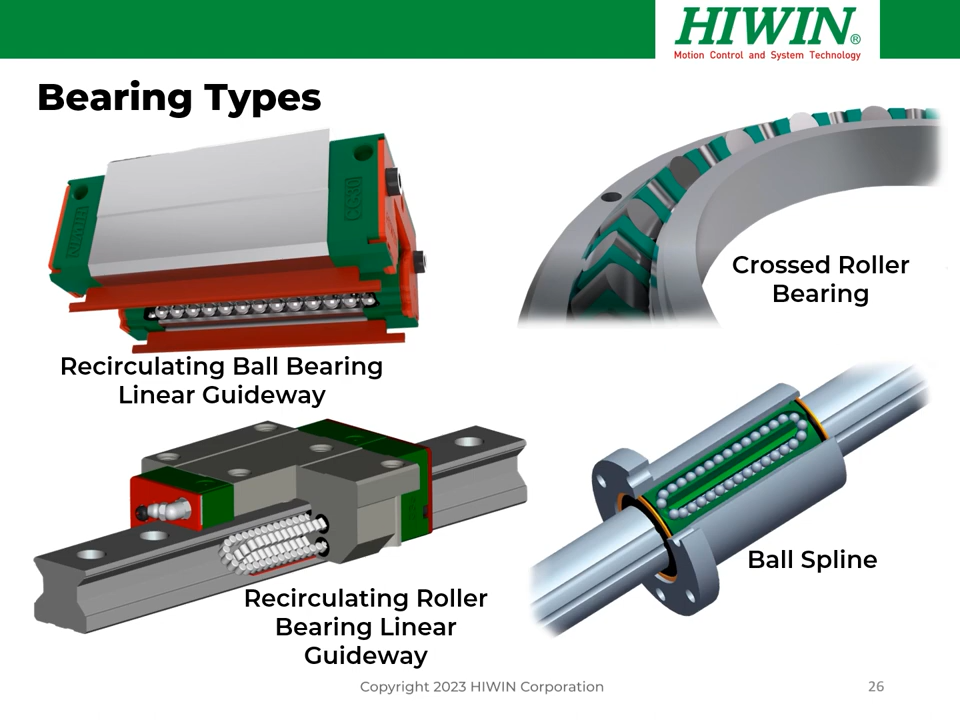 HIWIN®
Motion Control and System Technology
Bearing Types
HIWIN
Crossed Roller
Bearing
Recirculating Ball Bearing
Linear Guideway
Ball Spline
Recirculating Roller
Bearing Linear
Guideway
Copyright 2023 HIWIN Corporation
26